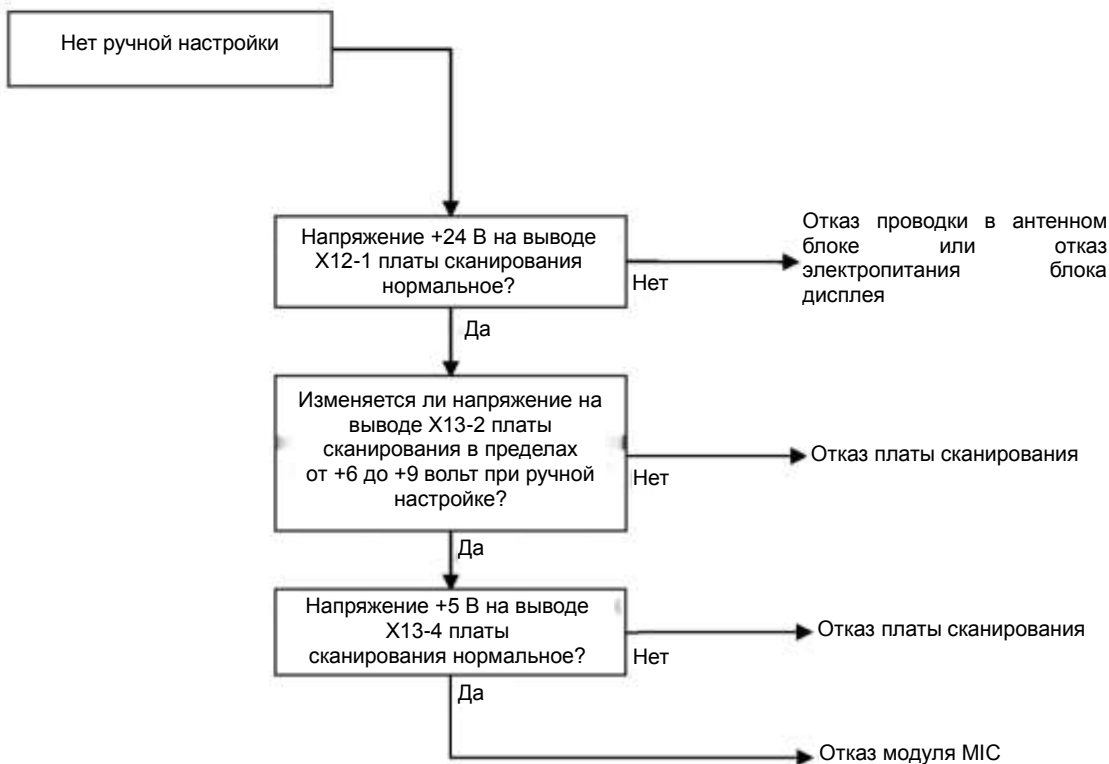 Нет ручной настройки
Напряжение +24 В на выводе
X12-1 платы сканирования
нормальное?
Нет
Отказ проводки в антенном
блоке или отказ
электропитания блока
дисплея
Да
Изменяется ли напряжение на
выводе X13-2 платы
сканирования в пределах
от +6 до +9 вольт при ручной
настройке?
Нет
Отказ платы сканирования
Да
Напряжение +5 В на выводе
X13-4 платы
сканирования нормальное?
Нет
Отказ платы сканирования
Да
Отказ модуля MIC